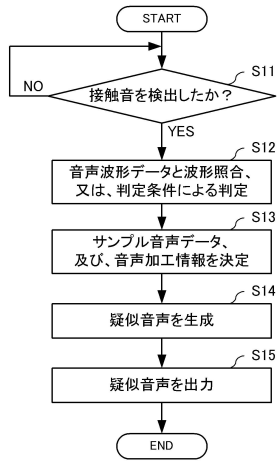 START
S11
接触音を検出したか？
NO
YES
S12
音声波形データと波形照合、
又は、判定条件による判定
S13
サンプル音声データ、
及び、音声加工情報を決定
S14
疑似音声を生成
S15
疑似音声を出力
END